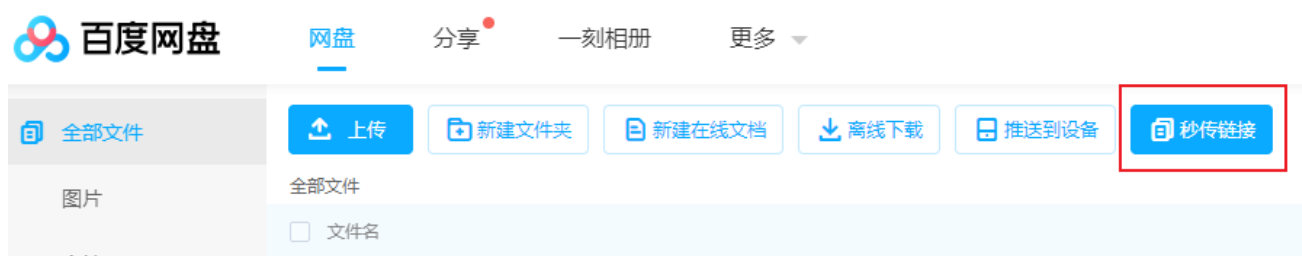 百度网盘 网盘 分享 一刻相册 更多
全部文件 上传 新建文件夹 新建在线文档 离线下载 推送到设备 秒传链接
图片 全部文件
文件名